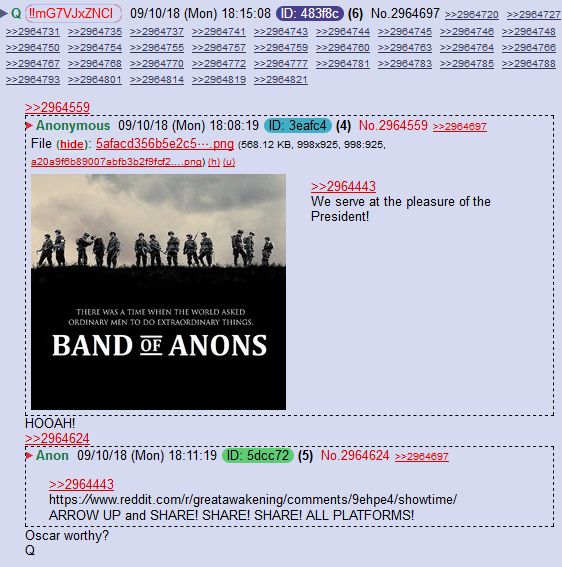 Q !!mG7VJxZNCI 09/10/18 (Mon) 18:15:08 ID: 483f8c (6) No.2964697 >>2964720 >>2964727
>>2964731 >>2964735 >>2964737 >>2964741 >>2964743 >>2964744 >>2964745 >>2964746 >>2964748
>>2964750 >>2964754 >>2964755 >>2964757 >>2964759 >>2964760 >>2964763 >>2964764 >>2964766
>>2964767 >>2964768 >>2964770 >>2964772 >>2964777 >>2964781 >>2964783 >>2964785 >>2964788
>>2964793 >>2964801 >>2964814 >>2964819 >>2964821
>>2964559
Anonymous 09/10/18 (Mon) 18:08:19 ID: 3eafc4 (4) No.2964559 >>2964697
File (hide): 5afacd356b5e2c5⋯.png (568.12 KB, 998x925, 998:925,
a20a9f6b89007abfb3b2f9fcf2….png) (h) (u)
>>2964443
We serve at the pleasure of the
President!
THERE WAS A TIME WHEN THE WORLD ASKED
ORDINARY MEN TO DO EXTRAORDINARY THINGS.
BAND OF ANONS
HOOAH!
>>2964624
Anon 09/10/18 (Mon) 18:11:19 ID: 5dcc72 (5) No.2964624 >>2964697
>>2964443
https://www.reddit.com/r/greatawakening/comments/9ehpe4/showtime/
ARROW UP and SHARE! SHARE! SHARE! ALL PLATFORMS!
Oscar worthy?
Q